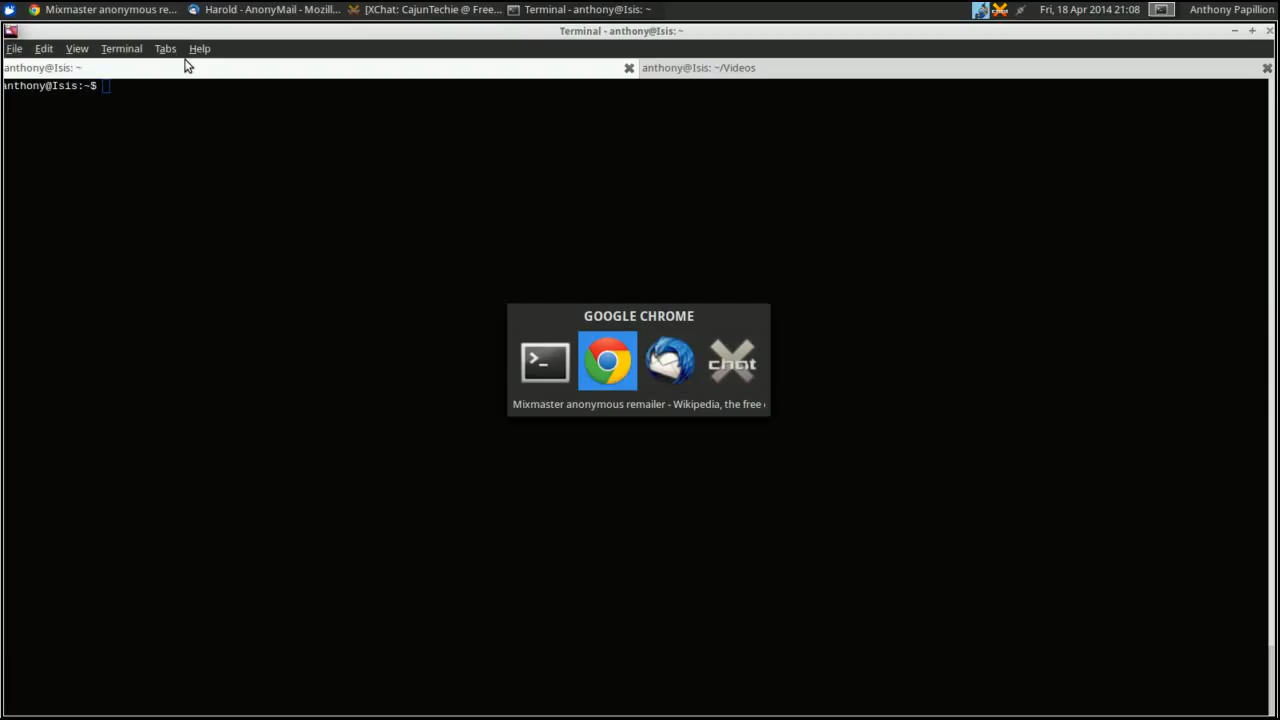 Mixmaster anonymous re... Harold - AnonyMail - Mozill... [XChat: CajunTechie @ Free... Terminal - anthony@Isis: ~ Fri, 18 Apr 2014 21:08 Anthony Papillion
Terminal - anthony@Isis: ~
File Edit View Terminal Tabs Help
anthony@Isis: ~ anthony@Isis: ~/Videos
anthony@Isis:~$
GOOGLE CHROME
chat
Mixmaster anonymous remailer - Wikipedia, the free